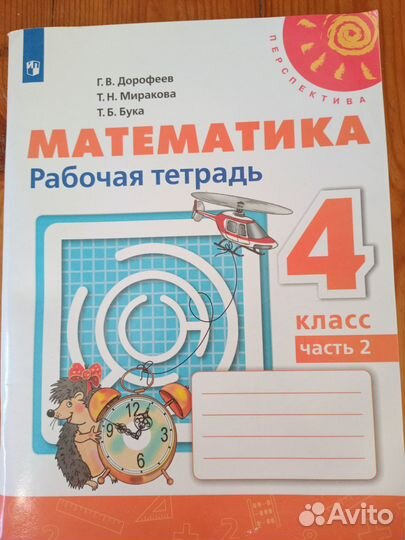 ПЕРСПЕКТИВА
Г. В. Дорофеев
Т. Н. Миракова
Т. Б. Бука
МАТЕМАТИКА
Рабочая тетрадь
4
класс
часть 2
Avito